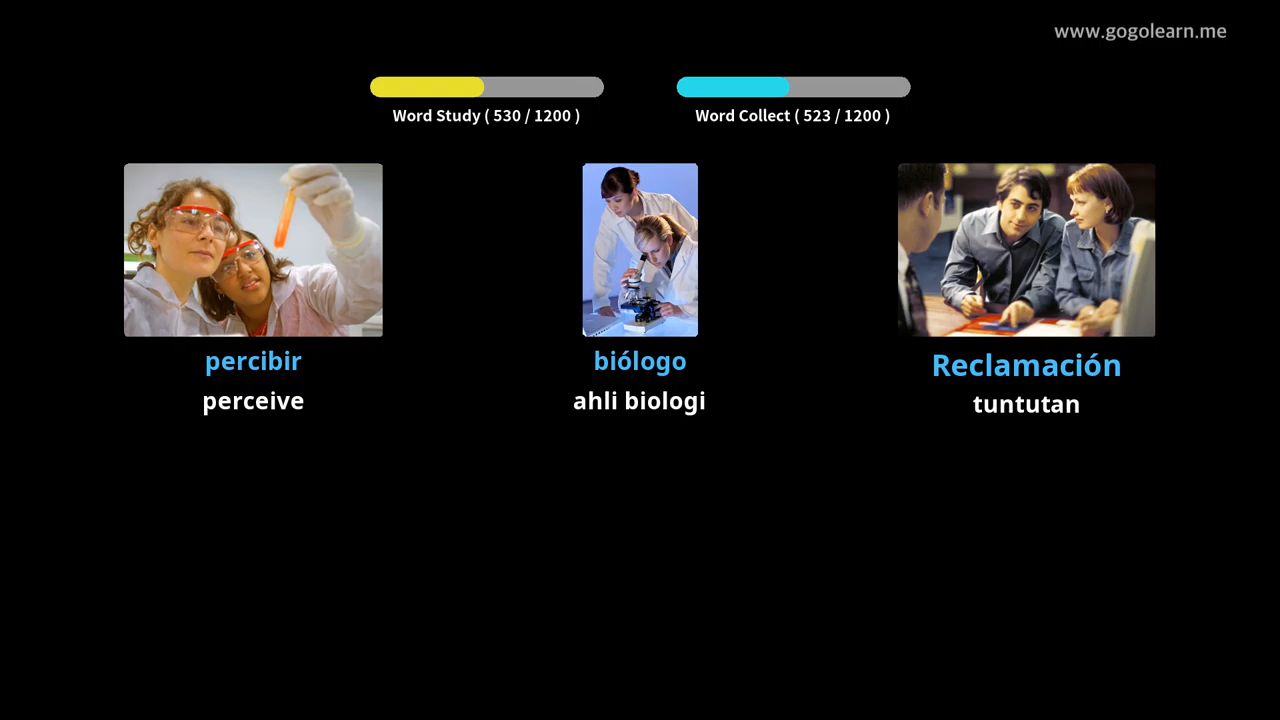 www.gogolearn.me
Word Study ( 530 / 1200 )
Word Collect ( 523 / 1200 )
percibir
perceive
biólogo
ahli biologi
Reclamación
tuntutan